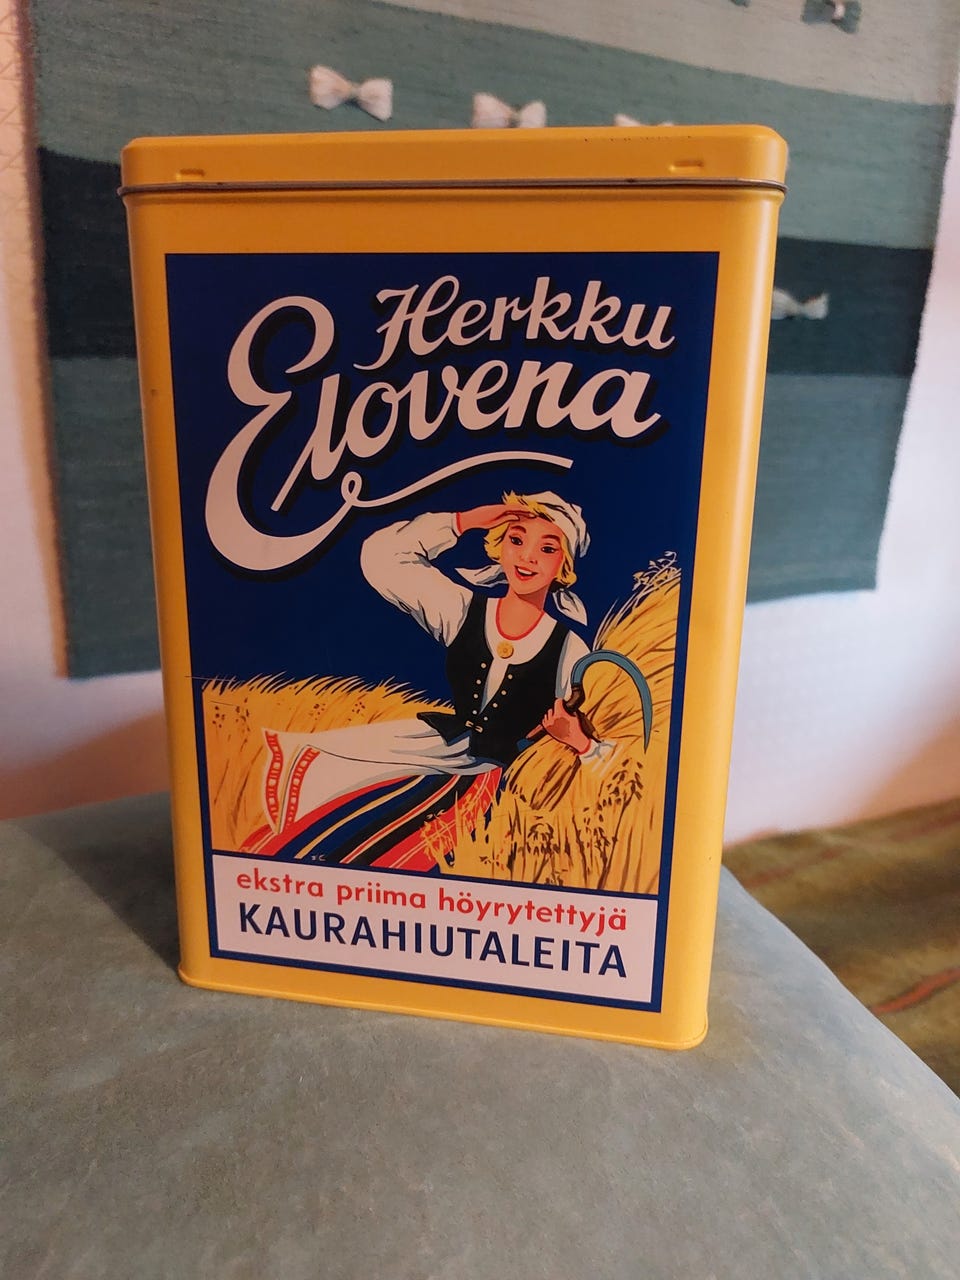 Herkku
Elovena
ekstra priima höyrytettyjä
KAURAHIUTALEITA